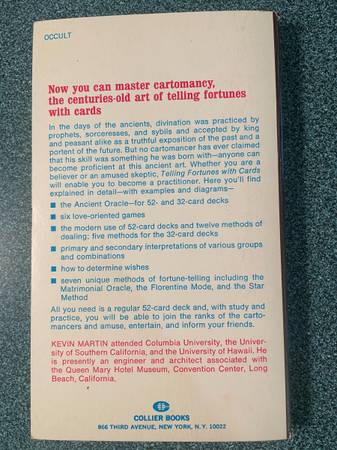 OCCULT
Now you can master cartomancy,
the centuries-old art of telling fortunes
with cards
In the days of the ancients, divination was practiced by
prophets, sorceresses, and sybils and accepted by king
and peasant alike as a truthful exposition of the past and a
portent of the future. But no cartomancer has ever claimed
that his skill was something he was born with—anyone can
become proficient at this ancient art. Whether you are a
believer or an amused skeptic, Telling Fortunes with Cards
will enable you to become a practitioner. Here you'll find
explained in detail—with examples and diagrams—
■ the Ancient Oracle—for 52- and 32-card decks
■ six love-oriented games
■ the modern use of 52-card decks and twelve methods of
dealing; five methods for the 32-card decks
■ primary and secondary interpretations of various groups
and combinations
■ how to determine wishes
■ seven unique methods of fortune-telling including the
Matrimonial Oracle, the Florentine Mode, and the Star
Method
All you need is a regular 52-card deck and, with study and
practice, you will be able to join the ranks of the carto-
mancers and amuse, entertain, and inform your friends.
KEVIN MARTIN attended Columbia University, the Univer-
sity of Southern California, and the University of Hawaii. He
is presently an engineer and architect associated with
the Queen Mary Hotel Museum, Convention Center, Long
Beach, California.
COLLIER BOOKS
866 THIRD AVENUE, NEW YORK, N.Y. 10022